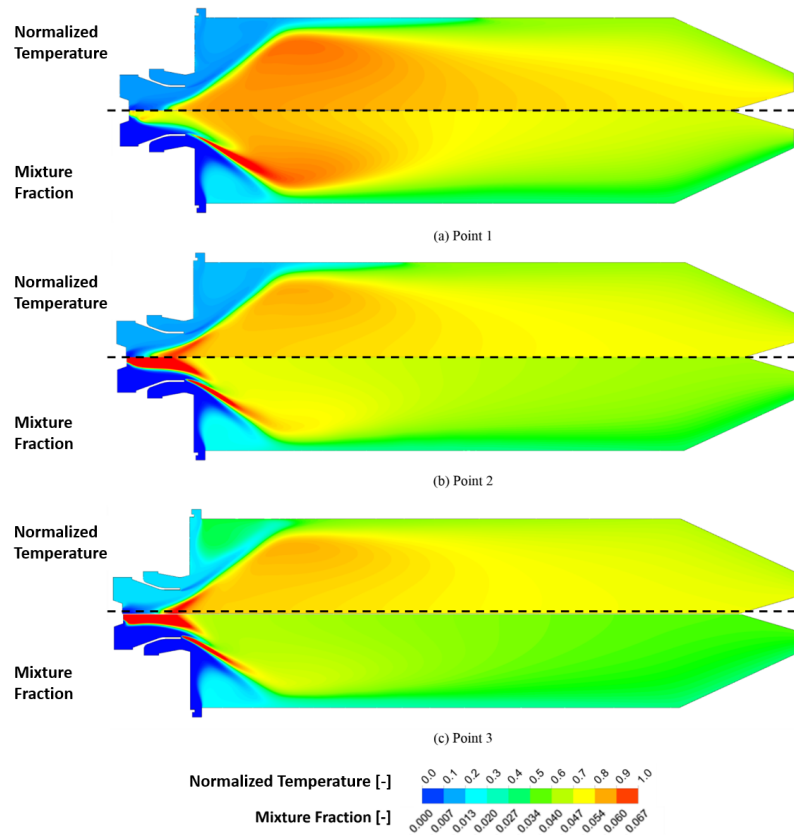 Normalized
Temperature
Mixture
Fraction
(a) Point 1
Normalized
Temperature
Mixture
Fraction
(b) Point 2
Normalized
Temperature
Mixture
Fraction
(c) Point 3
Normalized Temperature [-]
0.0 0.1 0.2 0.3 0.4 0.5 0.6 0.7 0.8 0.9 1.0
Mixture Fraction [-]
0.000 0.007 0.013 0.020 0.027 0.034 0.040 0.047 0.054 0.060 0.067